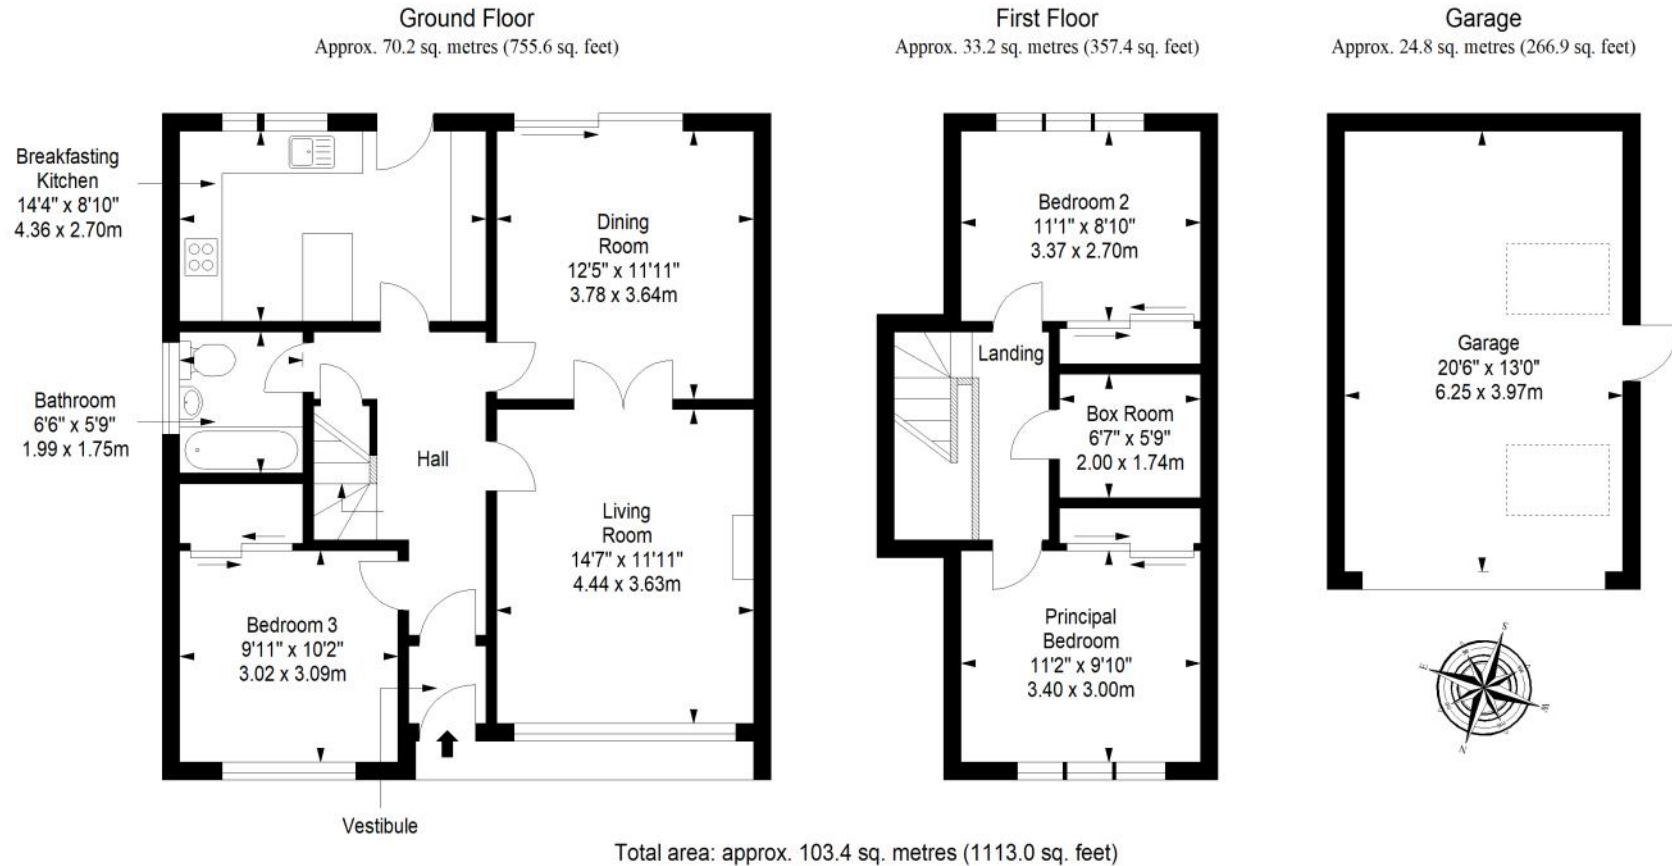 Ground Floor
Approx. 70.2 sq. metres (755.6 sq. feet)
First Floor
Approx. 33.2 sq. metres (357.4 sq. feet)
Garage
Approx. 24.8 sq. metres (266.9 sq. feet)
Breakfasting
Kitchen
14'4" x 8'10"
4.36 x 2.70m
Dining
Room
12'5" x 11'11"
3.78 x 3.64m
Bathroom
6'6" x 5'9"
1.99 x 1.75m
Hall
Living
Room
14'7" x 11'11"
4.44 x 3.63m
Bedroom 3
9'11" x 10'2"
3.02 x 3.09m
Vestibule
Bedroom 2
11'1" x 8'10"
3.37 x 2.70m
Landing
Box Room
6'7" x 5'9"
2.00 x 1.74m
Principal
Bedroom
11'2" x 9'10"
3.40 x 3.00m
Garage
20'6" x 13'0"
6.25 x 3.97m
S
E
W
N
Total area: approx. 103.4 sq. metres (1113.0 sq. feet)